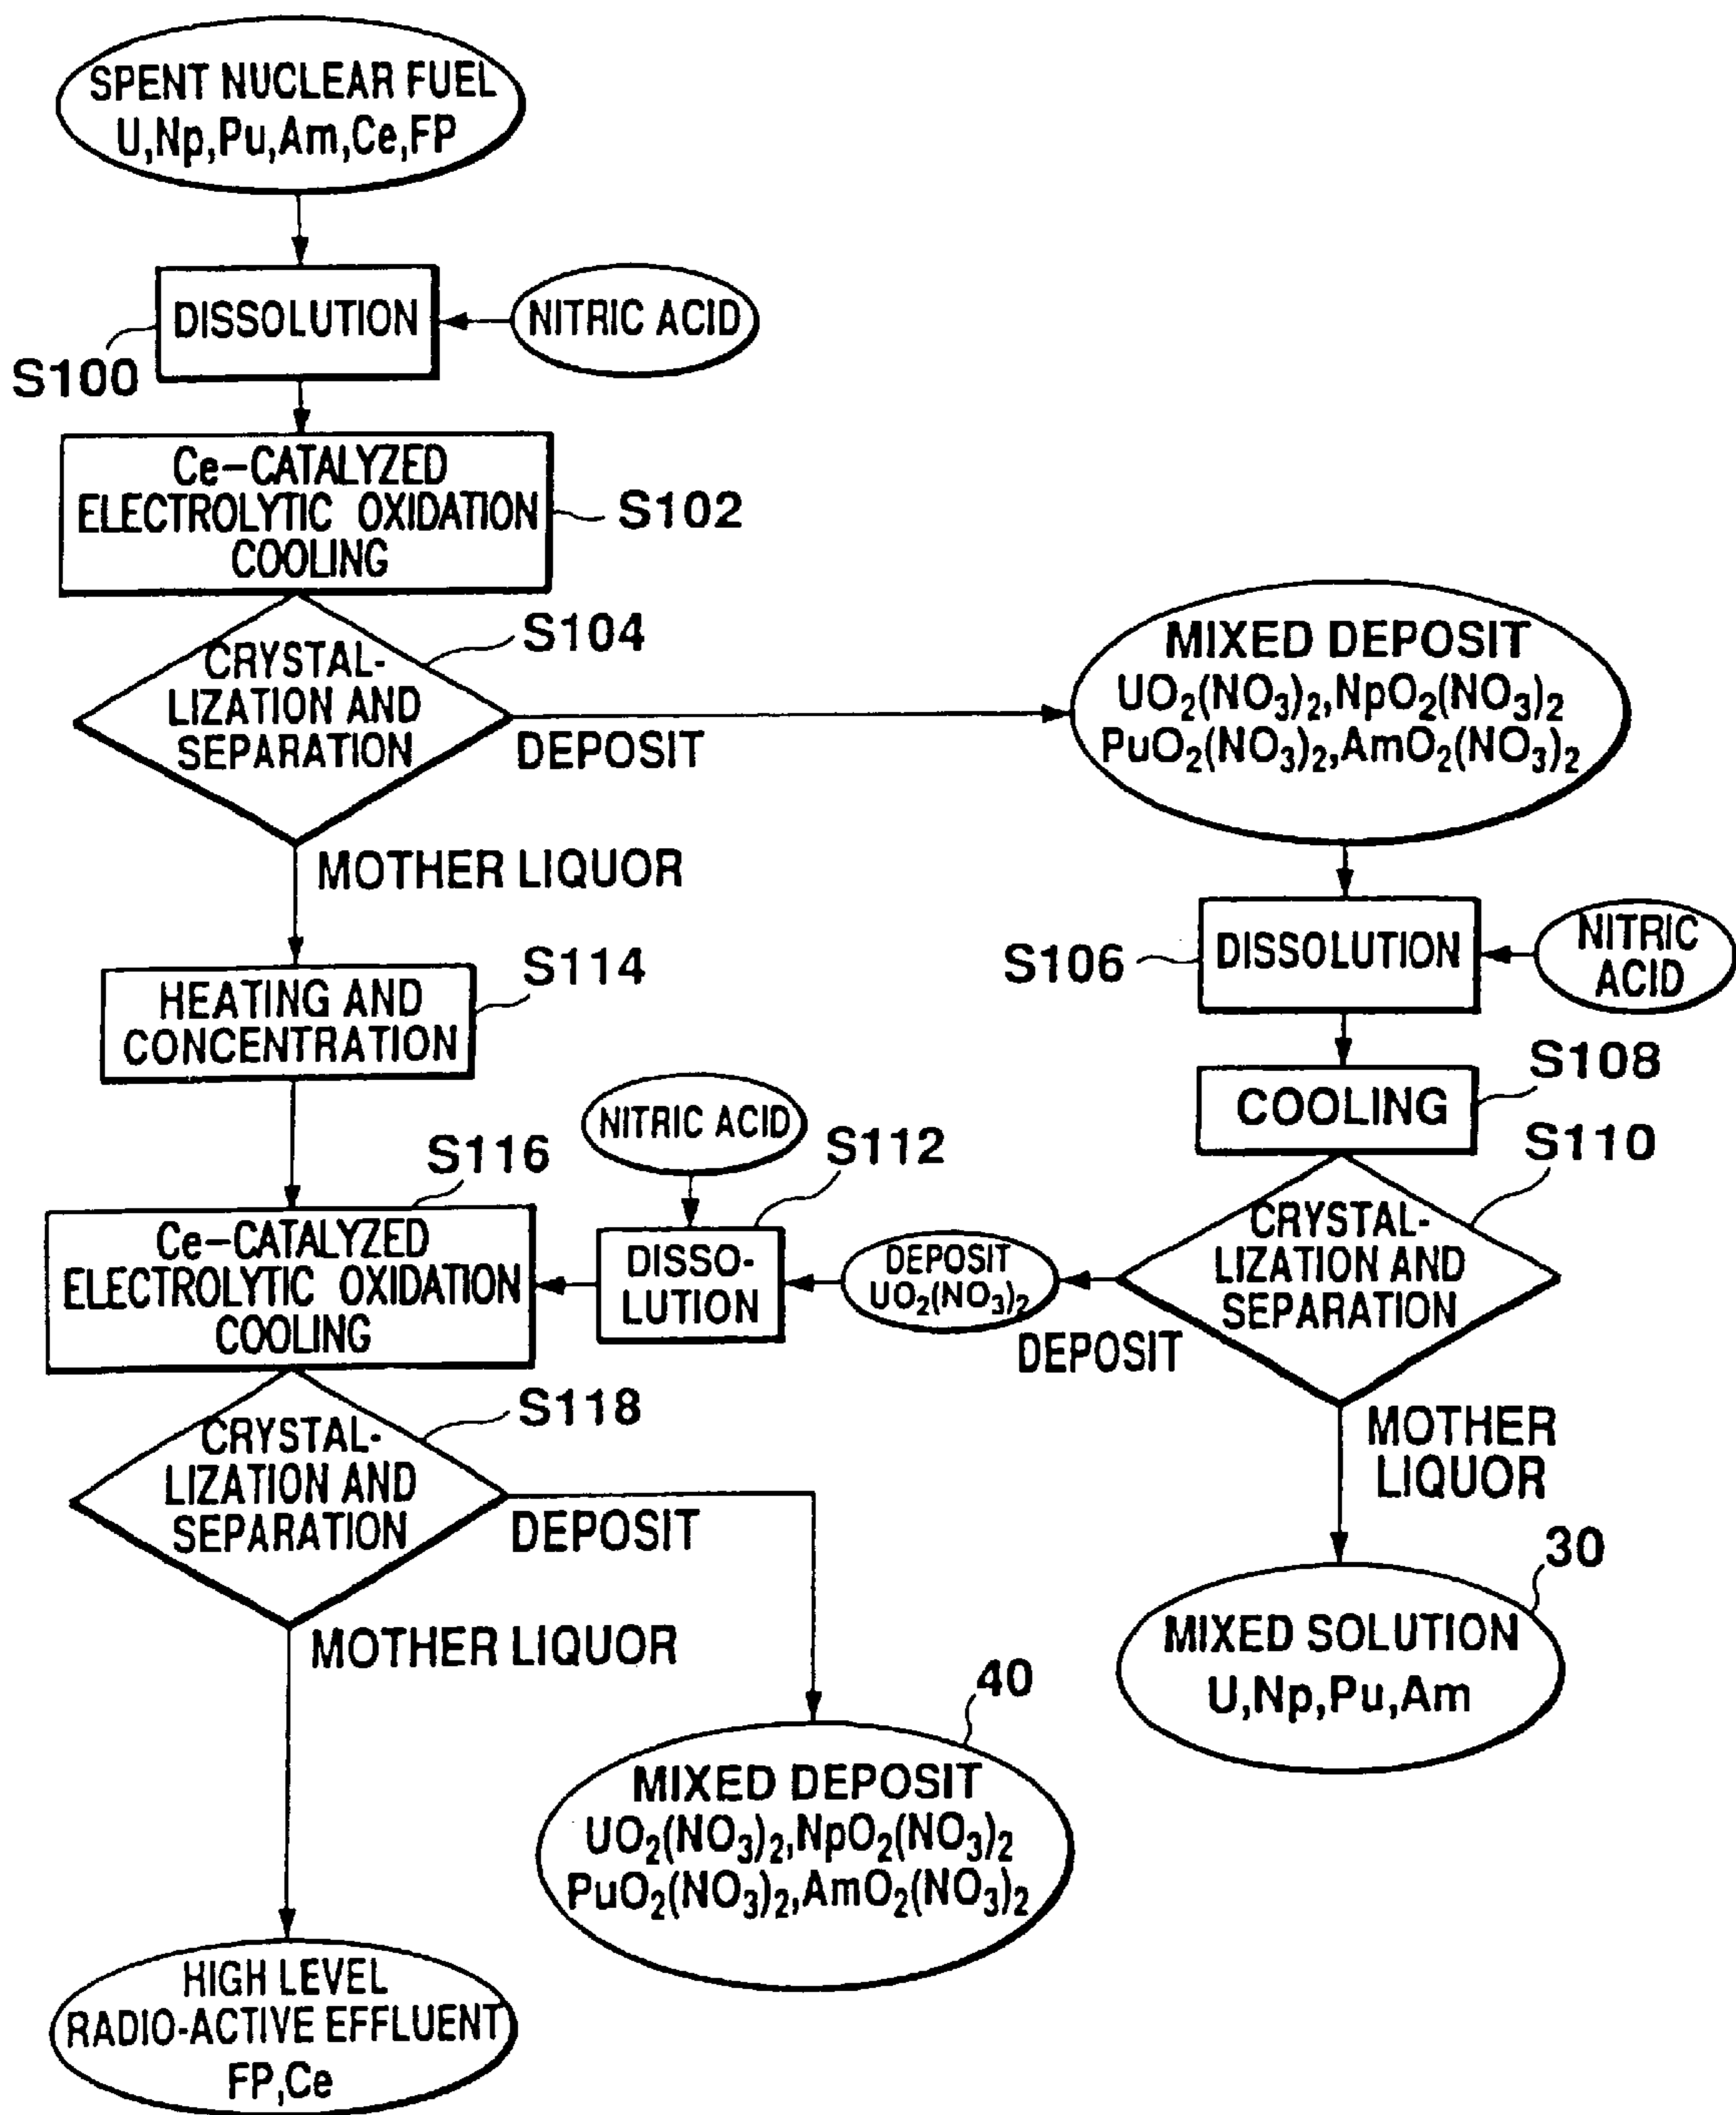 SPENT NUCLEAR FUEL
U,Np,Pu,Am,Ce,FP
DISSOLUTION
NITRIC ACID
S100
Ce-CATALYZED
ELECTROLYTIC OXIDATION
COOLING
S102
S104
CRYSTAL-
LIZATION AND
SEPARATION
DEPOSIT
MIXED DEPOSIT
UO₂(NO₃)₂,NpO₂(NO₃)₂
PuO₂(NO₃)₂,AmO₂(NO₃)₂
MOTHER LIQUOR
S106
DISSOLUTION
NITRIC
ACID
S114
HEATING AND
CONCENTRATION
S108
COOLING
NITRIC ACID
S112
S110
S116
Ce-CATALYZED
ELECTROLYTIC OXIDATION
COOLING
DISSO-
LUTION
DEPOSIT
UO₂(NO₃)₂
CRYSTAL-
LIZATION AND
SEPARATION
DEPOSIT
MOTHER
LIQUOR
S118
CRYSTAL-
LIZATION AND
SEPARATION
DEPOSIT
30
MIXED SOLUTION
U,Np,Pu,Am
MOTHER LIQUOR
40
MIXED DEPOSIT
UO₂(NO₃)₂,NpO₂(NO₃)₂
PuO₂(NO₃)₂,AmO₂(NO₃)₂
HIGH LEVEL
RADIO-ACTIVE EFFLUENT
FP,Ce